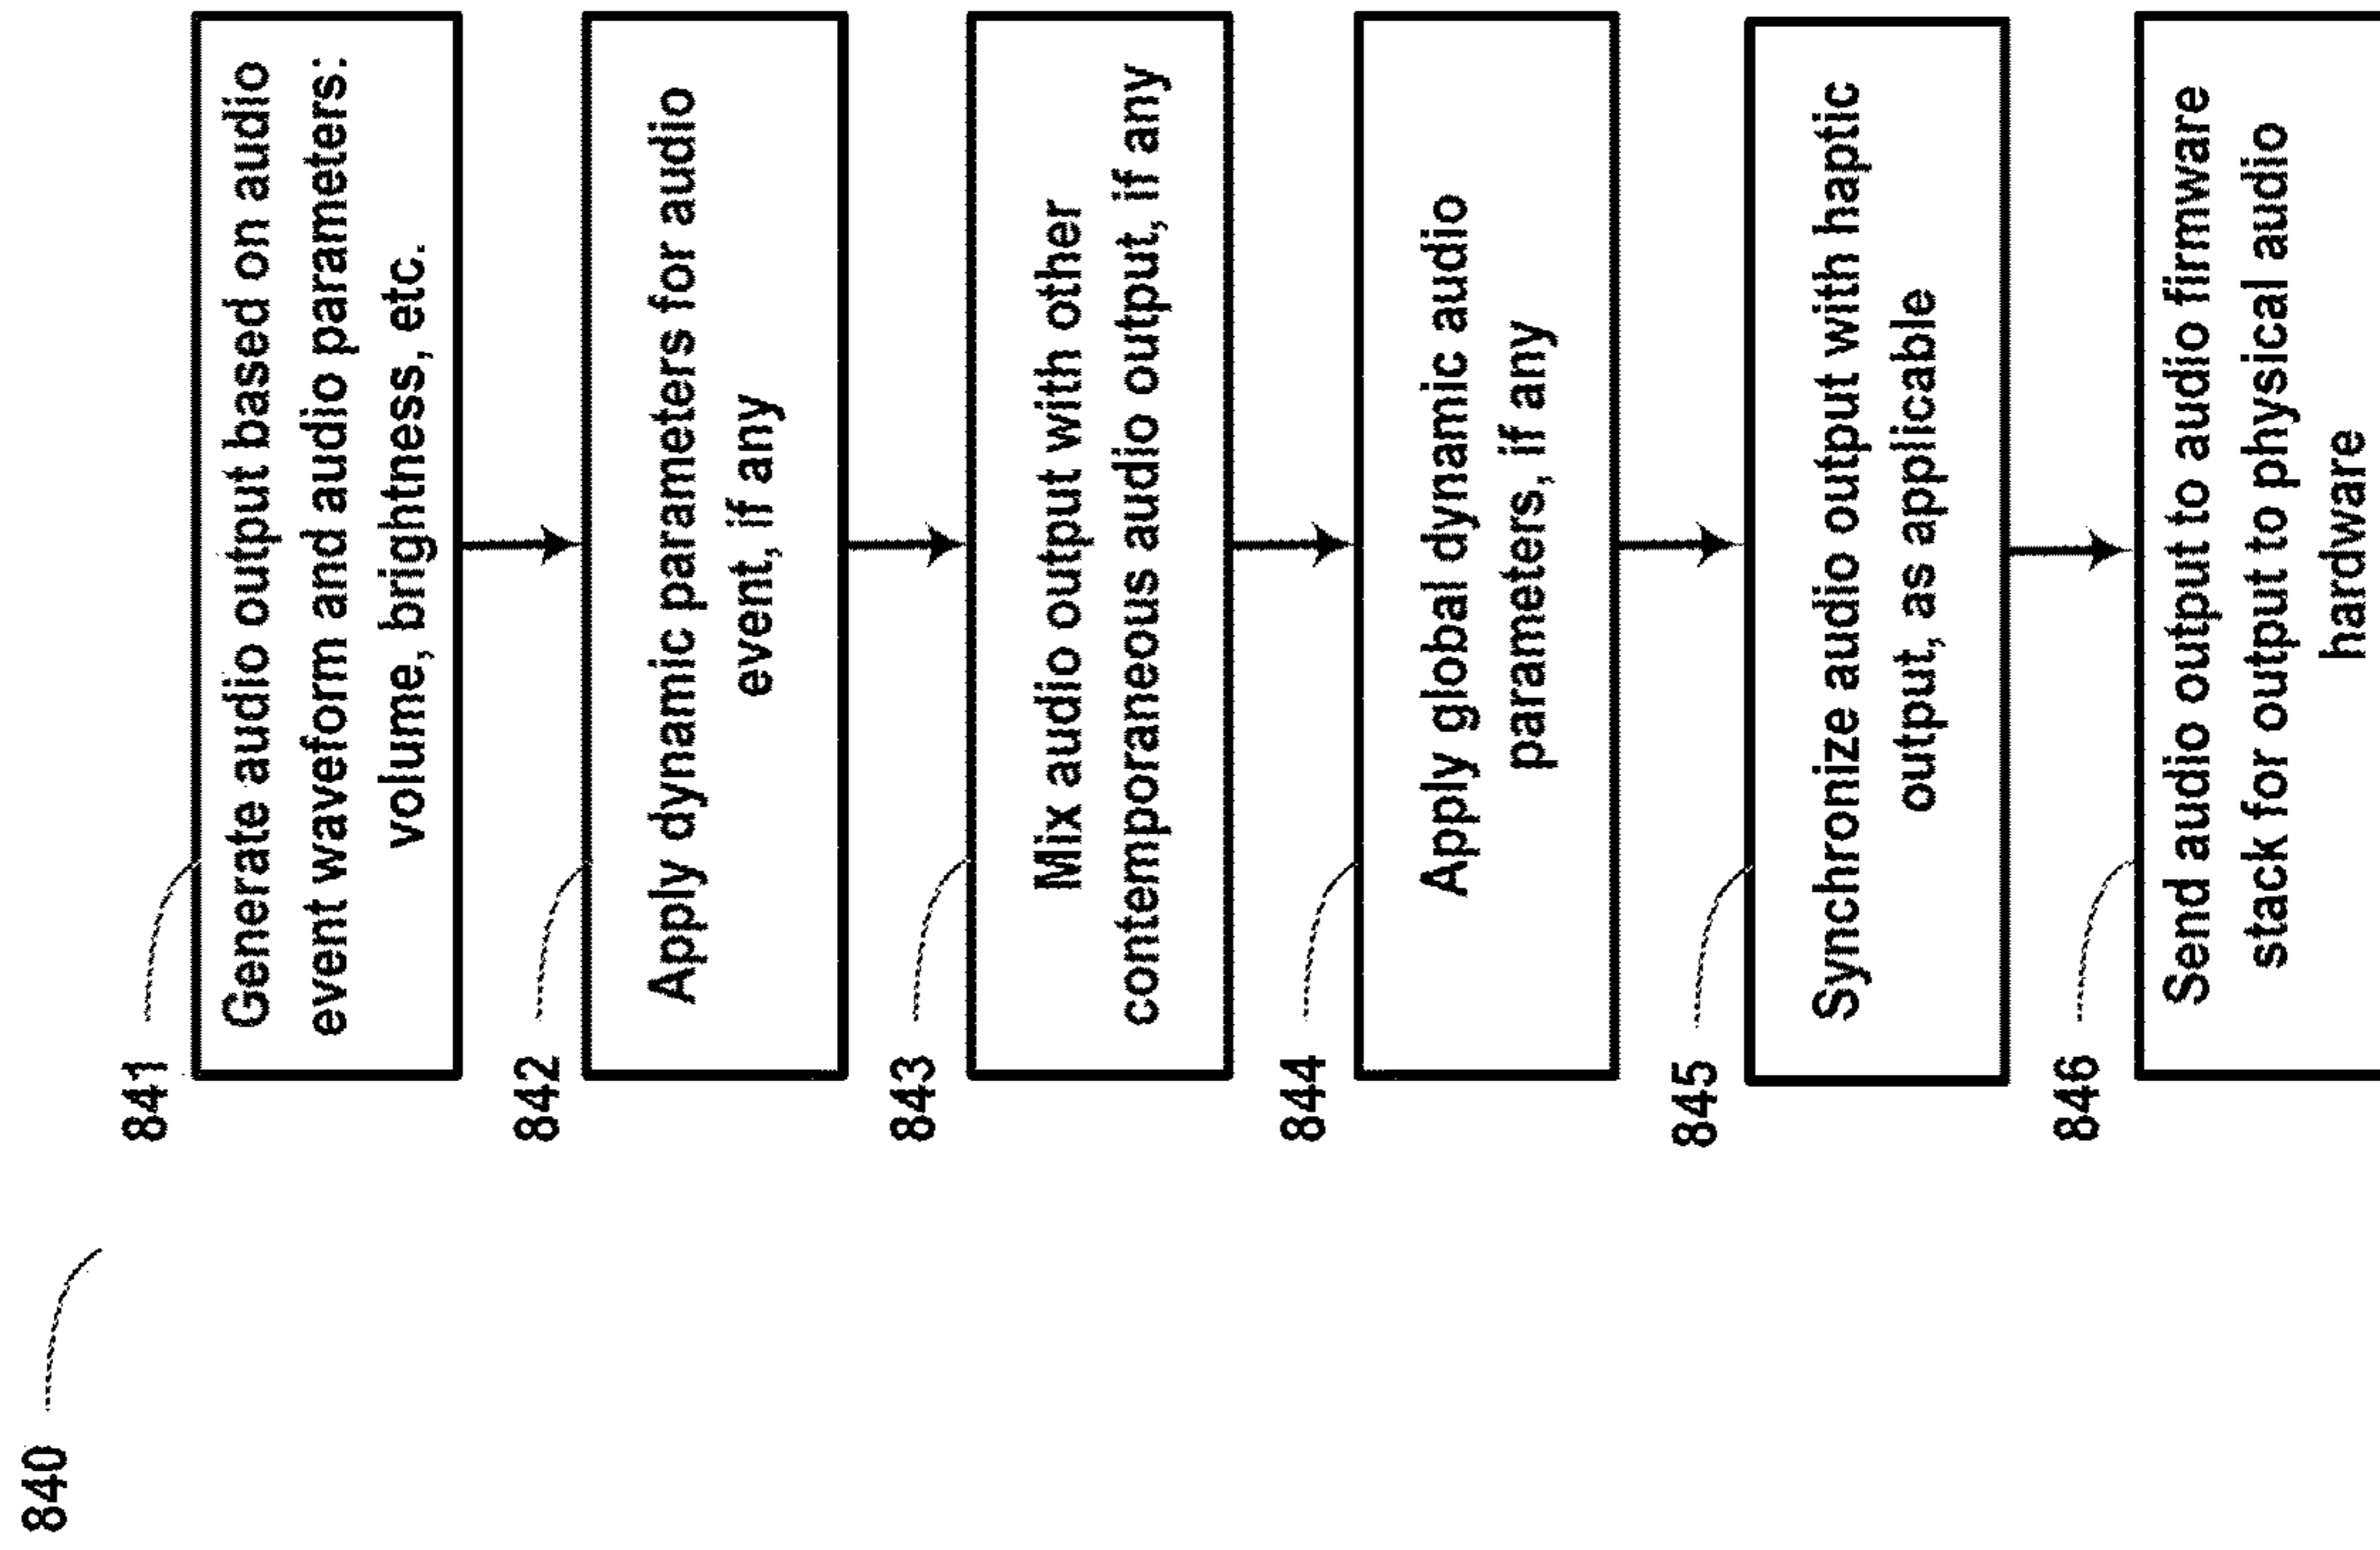 840
841
Generate audio output based on audio
event waveform and audio parameters:
volume, brightness, etc.
842
Apply dynamic parameters for audio
event, if any
843
Mix audio output with other
contemporaneous audio output, if any
844
Apply global dynamic audio
parameters, if any
845
Synchronize audio output with haptic
output, as applicable
846
Send audio output to audio firmware
stack for output to physical audio
hardware